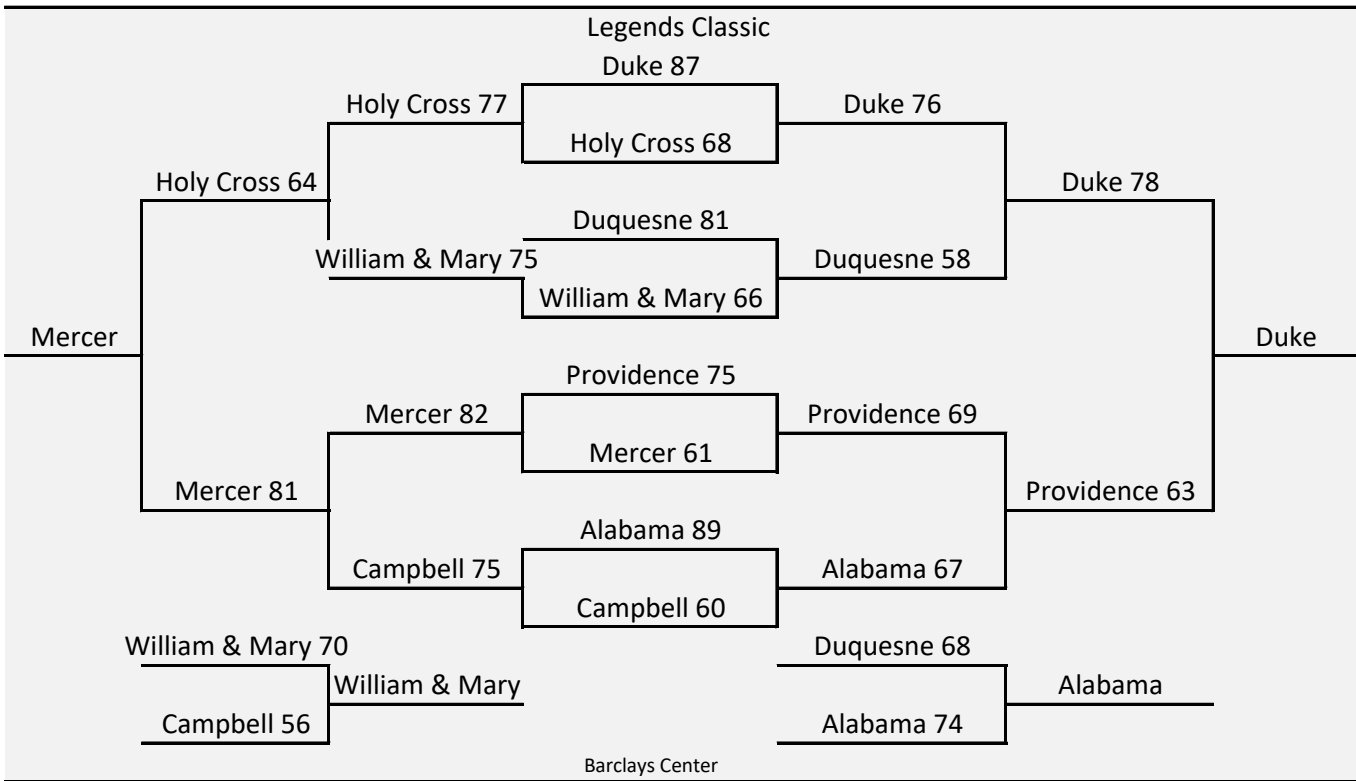 Legends Classic
Duke 87
Holy Cross 77
Duke 76
Holy Cross 68
Holy Cross 64
Duke 78
Duquesne 81
William & Mary 75
Duquesne 58
William & Mary 66
Mercer
Duke
Providence 75
Mercer 82
Providence 69
Mercer 61
Mercer 81
Providence 63
Alabama 89
Campbell 75
Alabama 67
Campbell 60
William & Mary 70
Duquesne 68
William & Mary
Alabama
Campbell 56
Alabama 74
Barclays Center